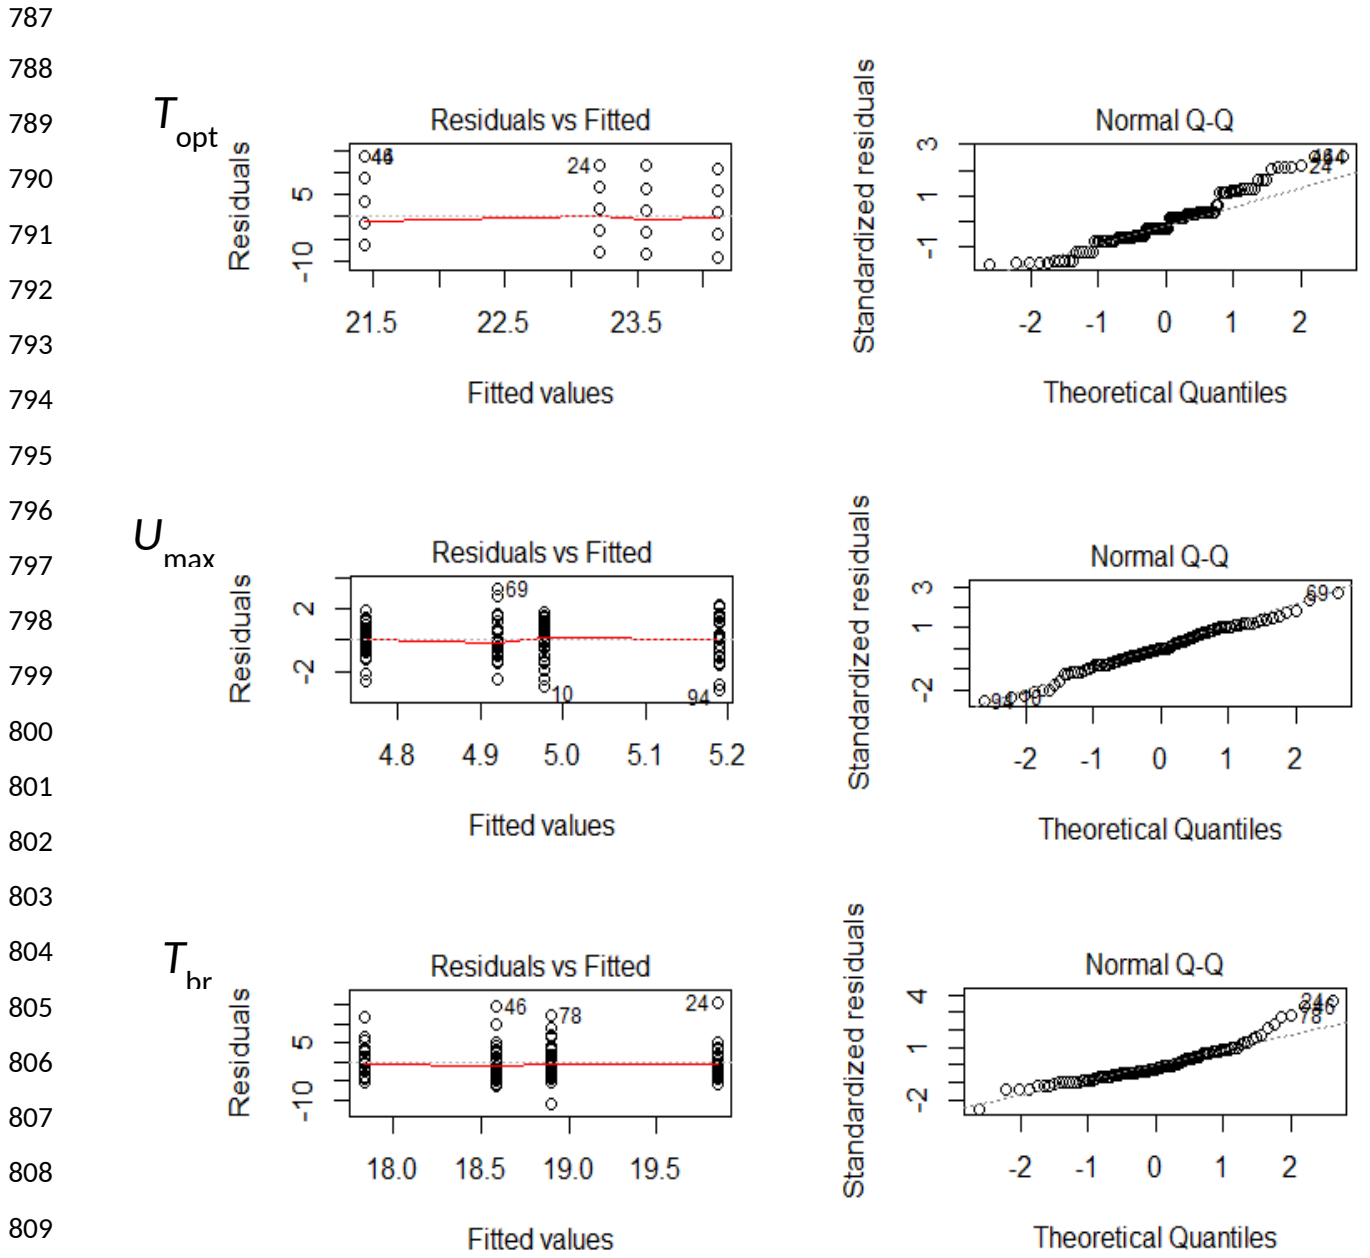 787
788
789
790
791
792
793
794
795
796
797
798
799
800
801
802
803
804
805
806
807
808
809
T opt
Residuals vs Fitted
Residuals
5
-10
46
24
21.5 22.5 23.5
Fitted values
Normal Q-Q
Standardized residuals
3
1
-1
24
-2 -1 0 1 2
Theoretical Quantiles
U max
Residuals vs Fitted
Residuals
2
-2
69
10
94
4.8 4.9 5.0 5.1 5.2
Fitted values
Normal Q-Q
Standardized residuals
3
1
-2
69
94 10
-2 -1 0 1 2
Theoretical Quantiles
T br
Residuals vs Fitted
Residuals
5
-10
46
78
24
18.0 18.5 19.0 19.5
Fitted values
Normal Q-Q
Standardized residuals
4
1
-2
78
-2 -1 0 1 2
Theoretical Quantiles